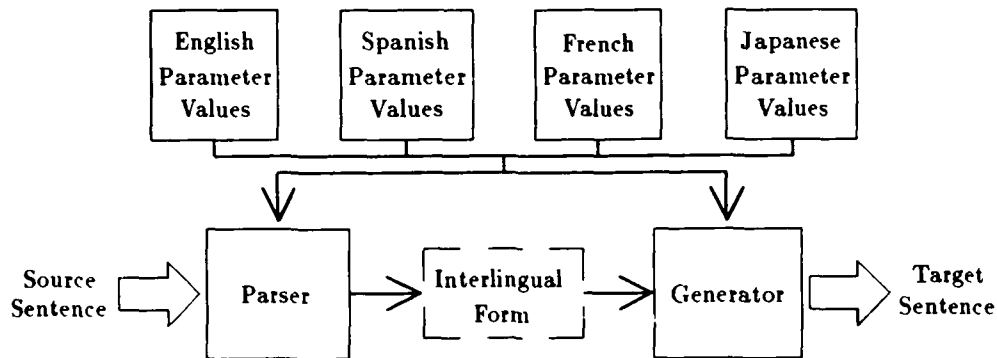 English
Parameter
Values
Spanish
Parameter
Values
French
Parameter
Values
Japanese
Parameter
Values
Source
Sentence
Parser
Interlingual
Form
Generator
Target
Sentence